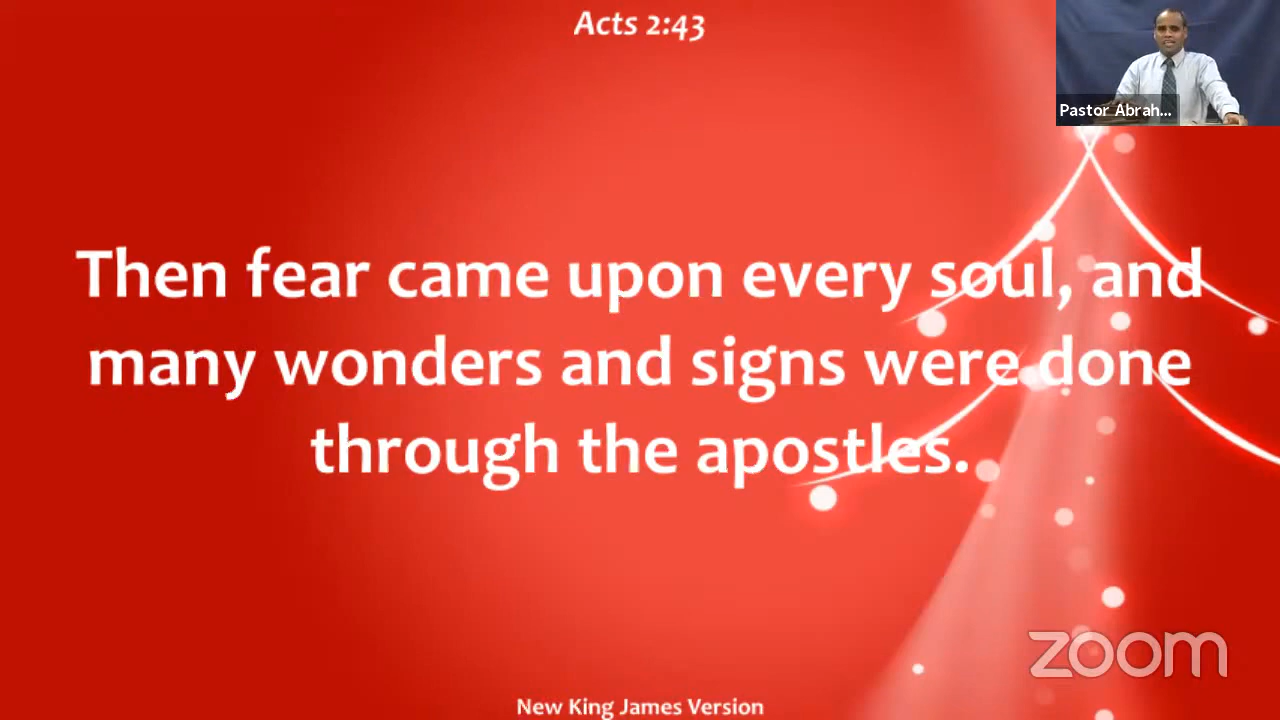 Acts 2:43
Pastor Abrah...
Then fear came upon every soul, and
many wonders and signs were done
through the apostles.
zoom
New King James Version